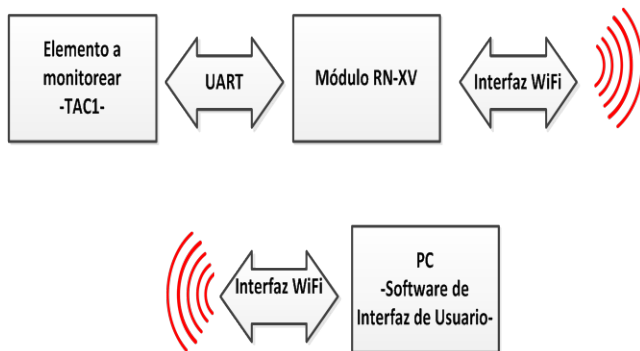 Elemento a
monitorear
-TAC1-
UART
Módulo RN-XV
Interfaz WiFi
Interfaz WiFi
PC
-Software de
Interfaz de Usuario-